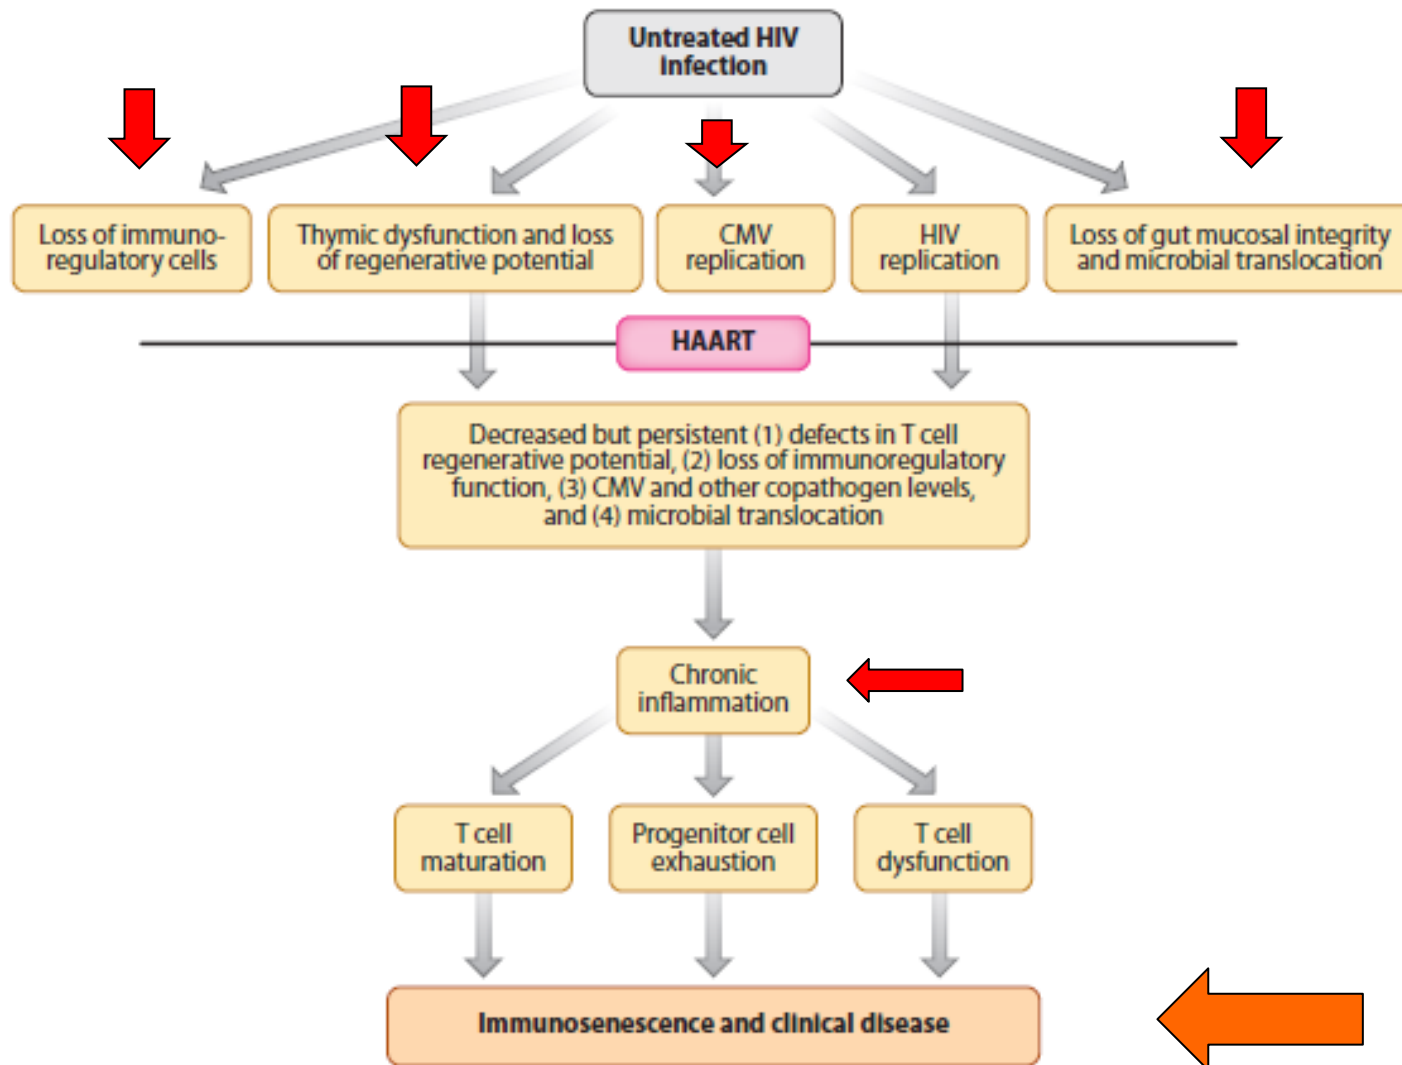 Untreated HIV
infection
Loss of immuno-
regulatory cells
Thymic dysfunction and loss
of regenerative potential
CMV
replication
HIV
replication
Loss of gut mucosal integrity
and microbial translocation
HAART
Decreased but persistent (1) defects in T cell
regenerative potential, (2) loss of immunoregulatory
function, (3) CMV and other copathogen levels,
and (4) microbial translocation
Chronic
inflammation
T cell
maturation
Progenitor cell
exhaustion
T cell
dysfunction
Immunosenescence and clinical disease